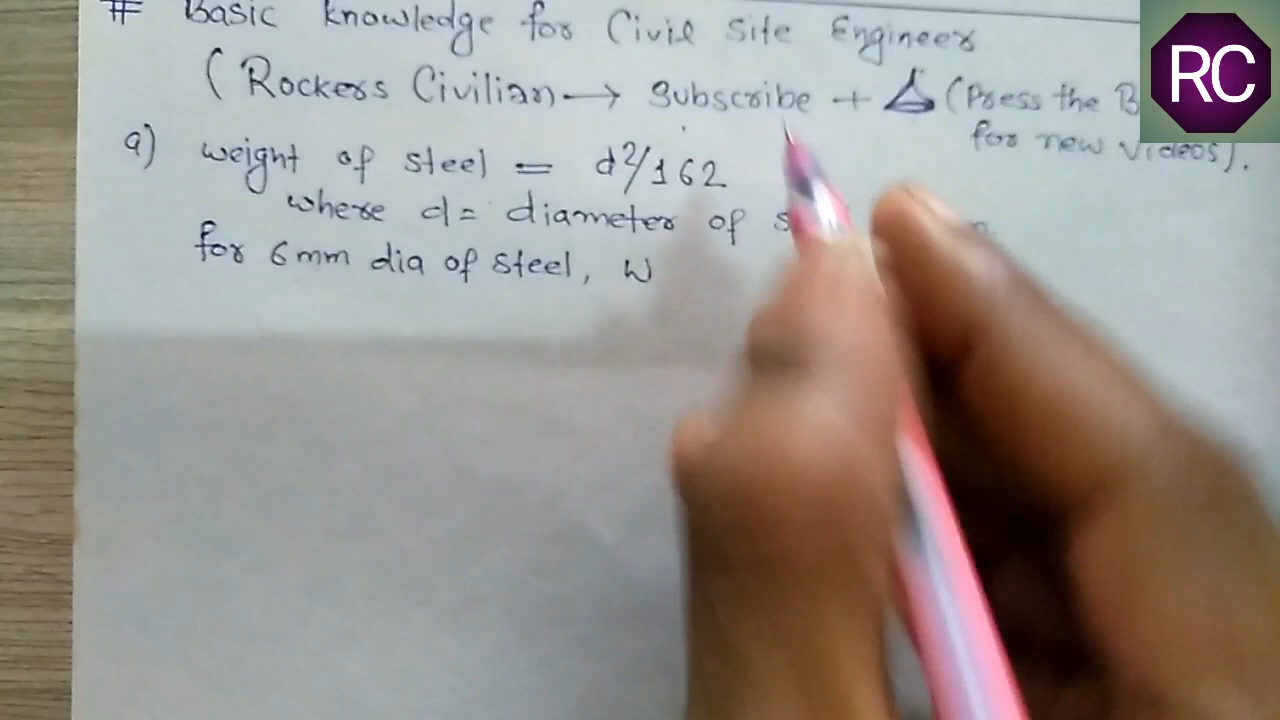 # Basic knowledge for Civil Site Engineer
(Rockers Civilian → Subscribe + (Press the
for new videos).
a) weight of steel = d²/162
where d = diameter of
for 6mm dia of steel, W
RC